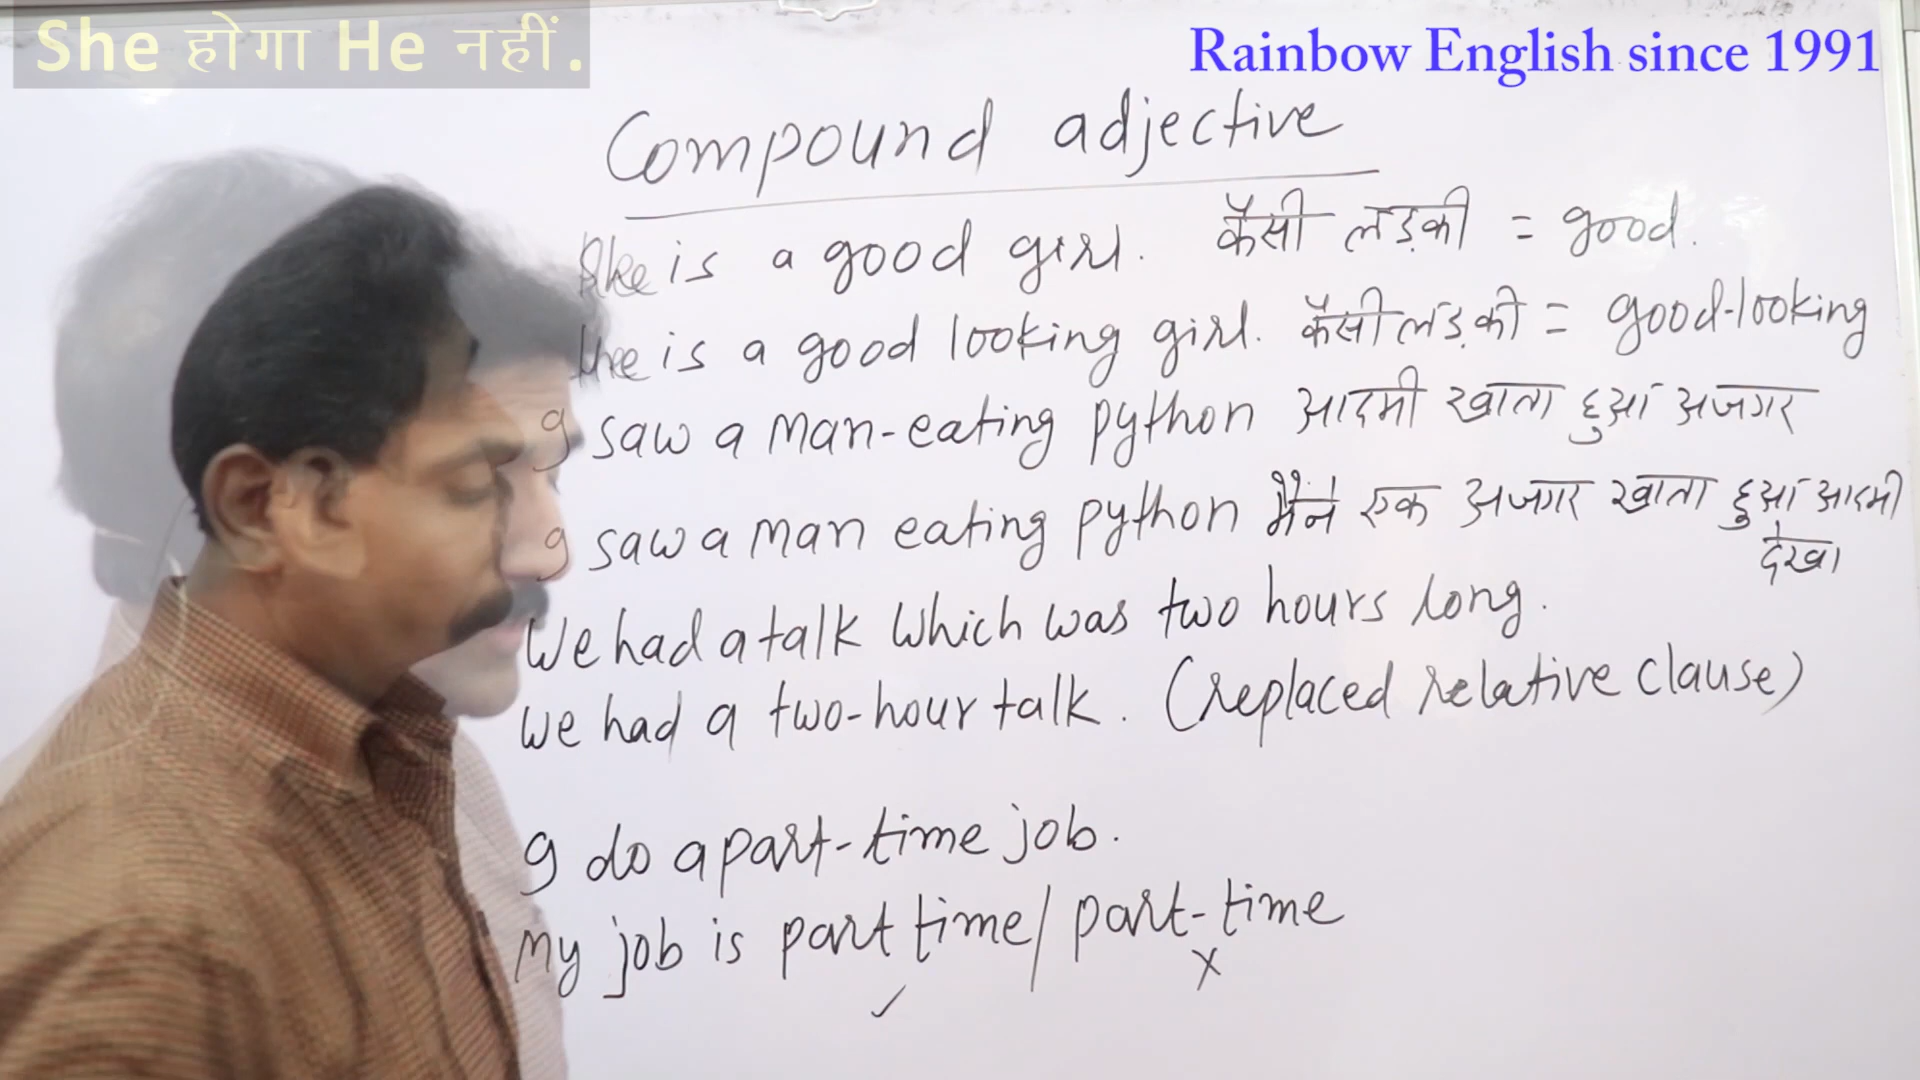 She होगा He नहीं.
Rainbow English since 1991
Compound adjective
is a good girl. कैसी लड़की = good.
is a good looking girl. कैसी लड़की = good-looking
I saw a man-eating python आदमी खाता हुआ अजगर
I saw a man eating python मैंने एक अजगर खाता हुआ आदमी
देखा
We had a talk which was two hours long.
We had a two-hour talk. (replaced relative clause)
I do a part-time job.
My job is part time/ part-time
✓ x